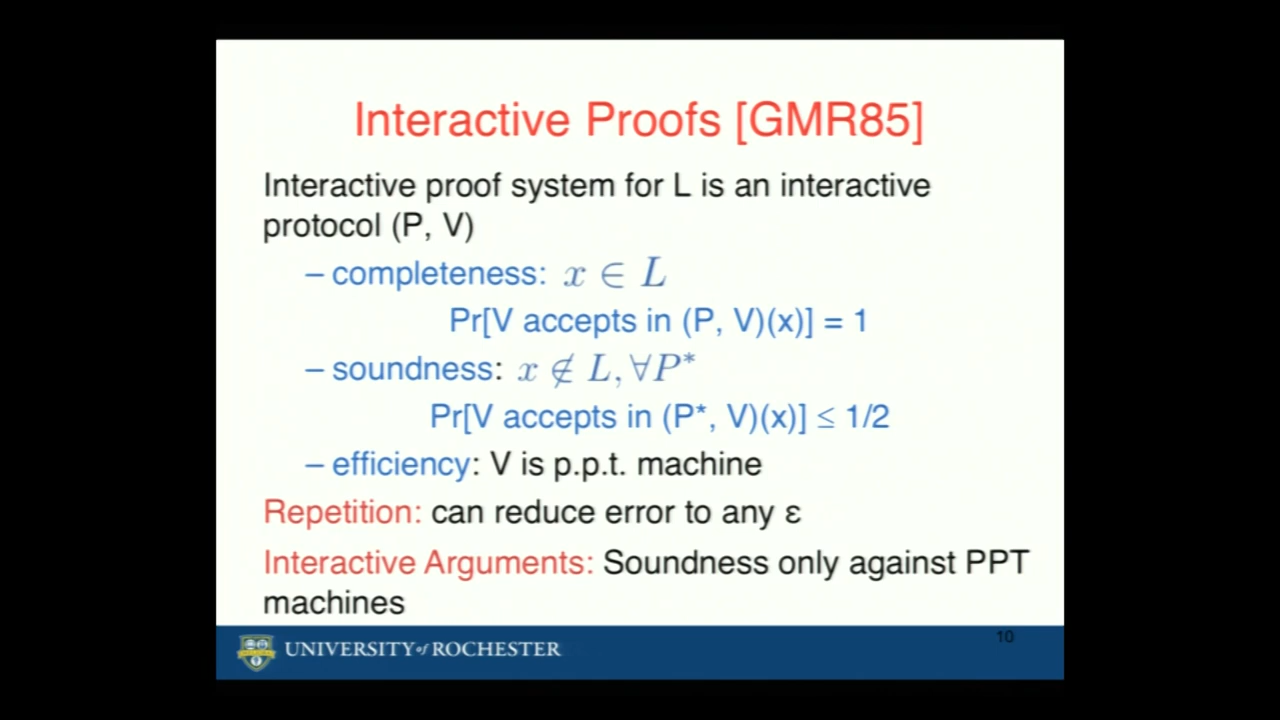 Interactive Proofs [GMR85]
Interactive proof system for L is an interactive
protocol (P, V)
– completeness: x ∈ L
Pr[V accepts in (P, V)(x)] = 1
– soundness: x ∉ L, ∀P*
Pr[V accepts in (P*, V)(x)] ≤ 1/2
– efficiency: V is p.p.t. machine
Repetition: can reduce error to any ε
Interactive Arguments: Soundness only against PPT
machines
10
UNIVERSITY of ROCHESTER